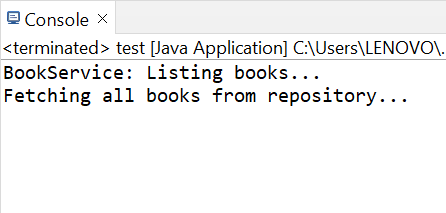 Console
<terminated> test [Java Application] C:\Users\LENOVO\.
BookService: Listing books...
Fetching all books from repository...